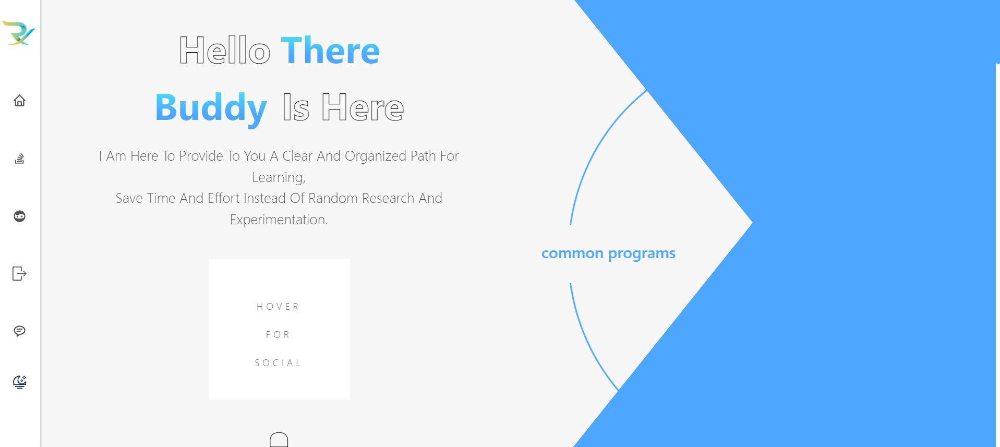 Hello There
Buddy Is Here
I Am Here To Provide To You A Clear And Organized Path For
Learning,
Save Time And Effort Instead Of Random Research And
Experimentation.
common programs
HOVER
FOR
SOCIAL